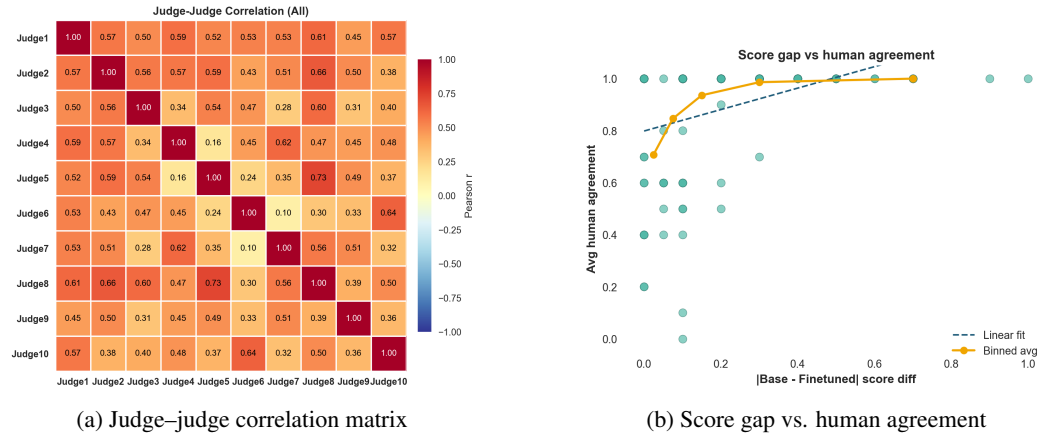 Judge-Judge Correlation (All)
Judge1 1.00 0.57 0.50 0.59 0.52 0.53 0.53 0.61 0.45 0.57
Judge2 0.57 1.00 0.56 0.57 0.59 0.43 0.51 0.66 0.50 0.38
Judge3 0.50 0.56 1.00 0.34 0.54 0.47 0.28 0.60 0.31 0.40
Judge4 0.59 0.57 0.34 1.00 0.16 0.45 0.62 0.47 0.45 0.48
Judge5 0.52 0.59 0.54 0.16 1.00 0.24 0.35 0.73 0.49 0.37
Judge6 0.53 0.43 0.47 0.45 0.24 1.00 0.10 0.30 0.33 0.64
Judge7 0.53 0.51 0.28 0.62 0.35 0.10 1.00 0.56 0.51 0.32
Judge8 0.61 0.66 0.60 0.47 0.73 0.30 0.56 1.00 0.39 0.50
Judge9 0.45 0.50 0.31 0.45 0.49 0.33 0.51 0.39 1.00 0.36
Judge10 0.57 0.38 0.40 0.48 0.37 0.64 0.32 0.50 0.36 1.00
Judge1 Judge2 Judge3 Judge4 Judge5 Judge6 Judge7 Judge8 Judge9 Judge10
1.00
0.75
0.50
0.25
0.00
−0.25
−0.50
−0.75
−1.00
Pearson r
(a) Judge–judge correlation matrix
Score gap vs human agreement
Avg human agreement
1.0
0.8
0.6
0.4
0.2
0.0
Linear fit
Binned avg
0.0 0.2 0.4 0.6 0.8 1.0
|Base - Finetuned| score diff
(b) Score gap vs. human agreement